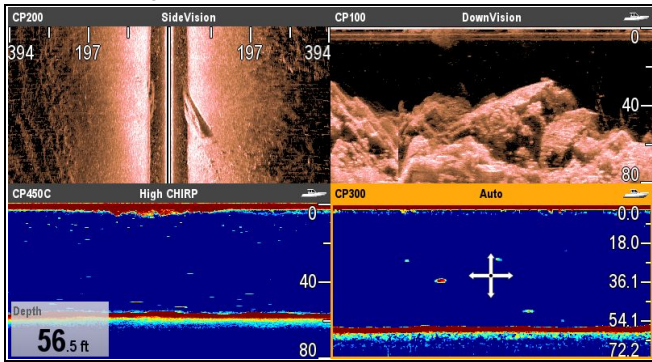 CP200 SideVision
394 197 197 394
CP100 DownVision
0
40
80
CP450C High CHIRP
0
40
80
Depth
56.5 ft
CP300 Auto
0.0
18.0
36.1
54.1
72.2